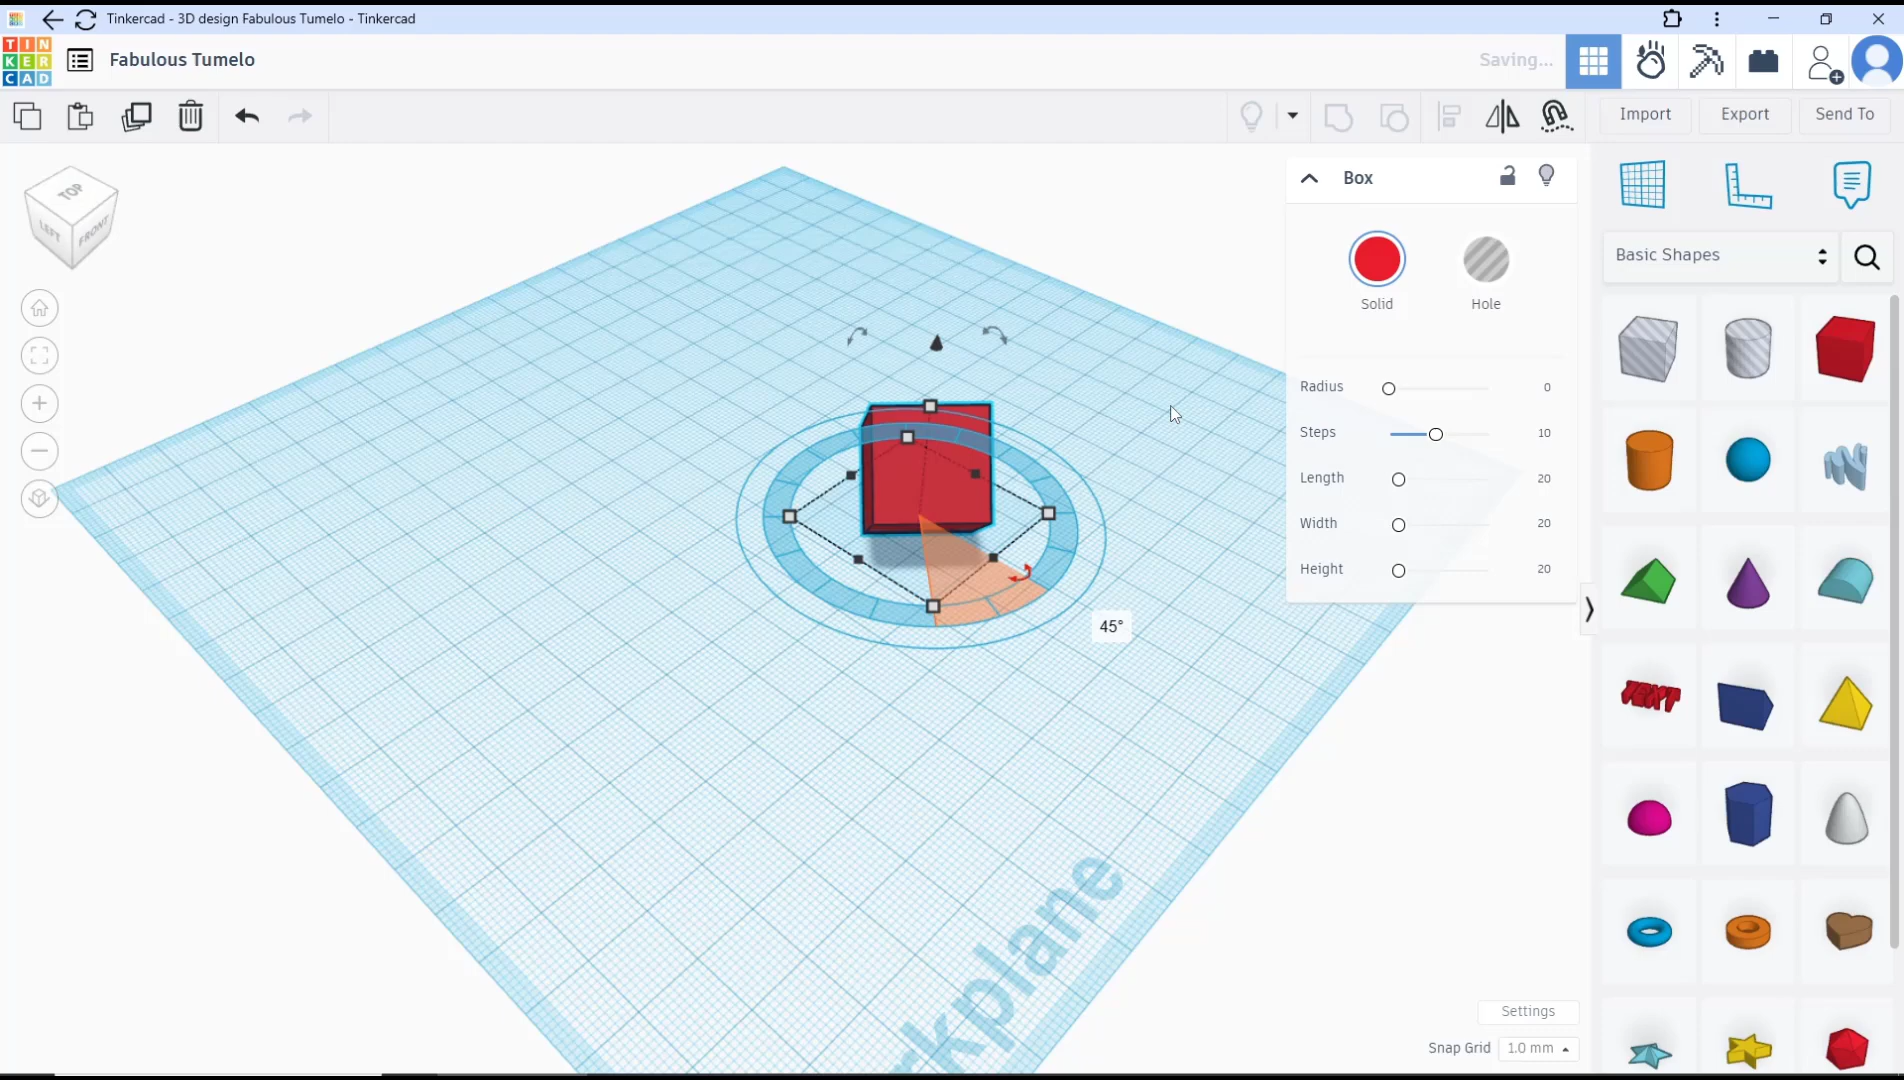 Tinkercad - 3D design Fabulous Tumelo - Tinkercad
TIN
KER
CAD
Fabulous Tumelo
Saving...
Import
Export
Send To
TOP
LEFT
FRONT
Box
Solid
Hole
Basic Shapes
Radius 0
Steps 10
Length 20
Width 20
Height 20
45°
TEXT
rkplane
Settings
Snap Grid 1.0 mm